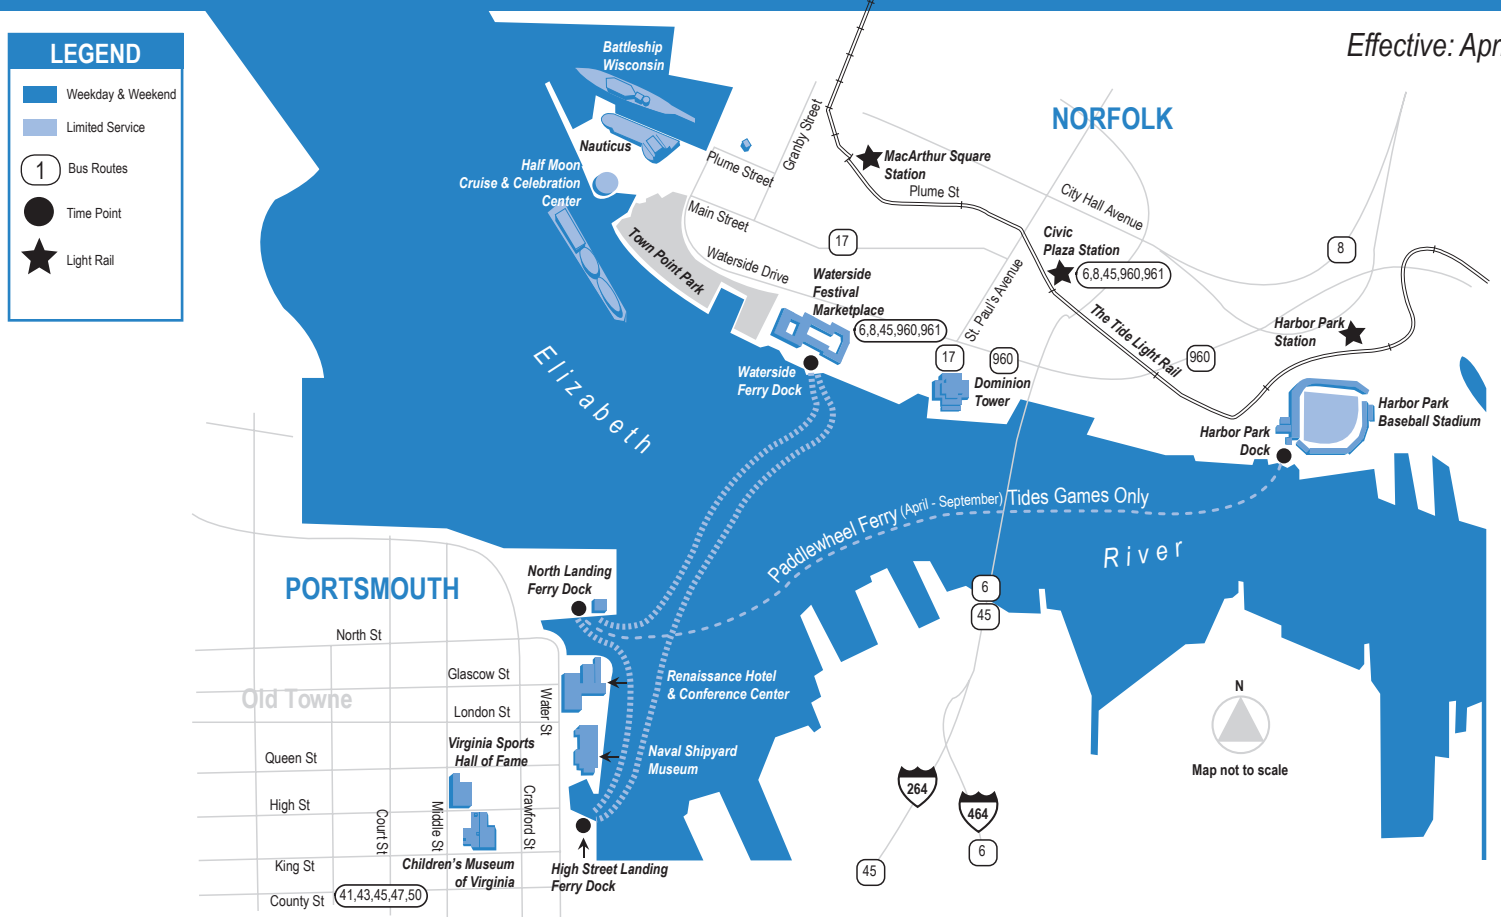 LEGEND
Weekday & Weekend
Limited Service
1
Bus Routes
Time Point
Light Rail
Effective: Apr
NORFOLK
Battleship
Wisconsin
Nauticus
Half Moon
Cruise & Celebration
Center
Plume Street
Granby Street
Main Street
Town Point Park
Waterside Drive
17
MacArthur Square
Station
Plume St
City Hall Avenue
Civic
Plaza Station
6,8,45,960,961
8
St. Paul's Avenue
Waterside
Festival
Marketplace
6,8,45,960,961
The Tide Light Rail
Harbor Park
Station
960
17
960
Dominion
Tower
Waterside
Ferry Dock
Harbor Park
Baseball Stadium
Harbor Park
Dock
Elizabeth
River
Paddlewheel Ferry (April - September) Tides Games Only
PORTSMOUTH
North Landing
Ferry Dock
6
45
North St
Glascow St
Old Towne
London St
Water St
Renaissance Hotel
& Conference Center
Virginia Sports
Hall of Fame
Queen St
Naval Shipyard
Museum
High St
Court St
Middle St
Crawford St
King St
Children's Museum
of Virginia
High Street Landing
Ferry Dock
County St
41,43,45,47,50
N
Map not to scale
264
464
6
45